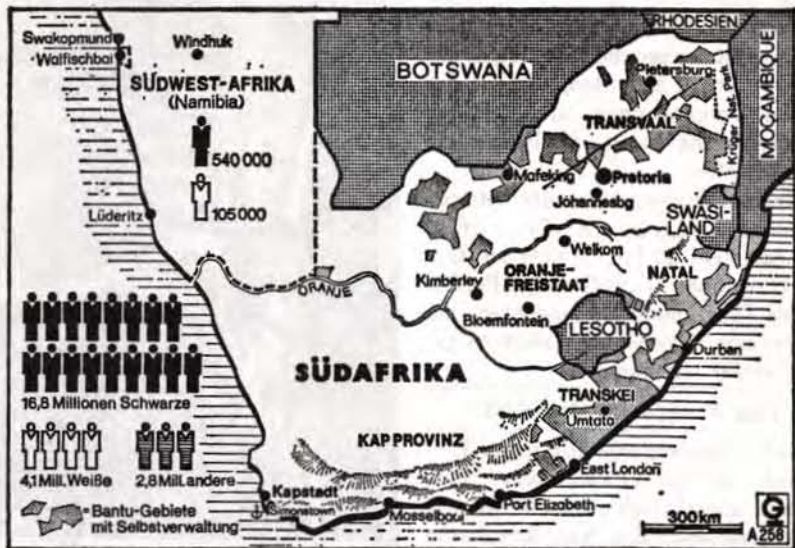 RHODESIEN
Swakopmund
Walfischbai
Windhuk
SÜDWEST-AFRIKA
(Namibia)
540 000
105 000
Lüderitz
BOTSWANA
MOÇAMBIQUE
Pietersburg
Krüger Nat. Park
TRANSVAAL
Mafeking
Pretoria
Johannesbg
SWASI-
LAND
Welkom
ORANJE
Kimberley
ORANJE-
FREISTAAT
NATAL
Bloemfontein
LESOTHO
Durban
SÜDAFRIKA
16,8 Millionen Schwarze
TRANSKEI
Umtata
KAPPROVINZ
4,1 Mill. Weiße
2,8 Mill. andere
East London
Kapstadt
Simonstown
Mosselbai
Port Elizabeth
= Bantu-Gebiete
mit Selbstverwaltung
300 km
G
A 258